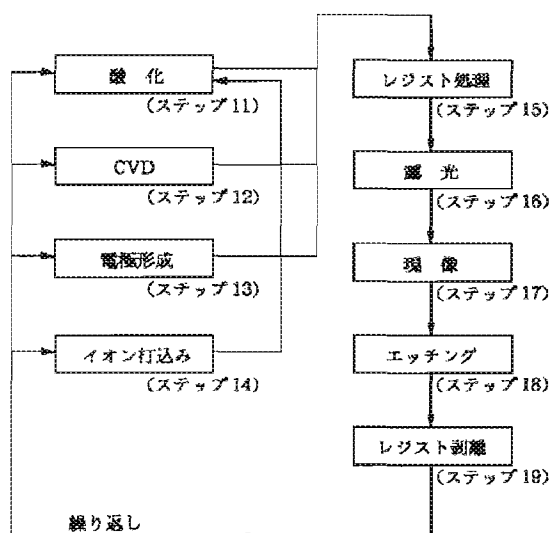 酸 化
(ステップ11)
CVD
(ステップ12)
電極形成
(ステップ13)
イオン打込み
(ステップ14)
レジスト処理
(ステップ15)
露 光
(ステップ16)
現 像
(ステップ17)
エッチング
(ステップ18)
レジスト剥離
(ステップ19)
繰り返し